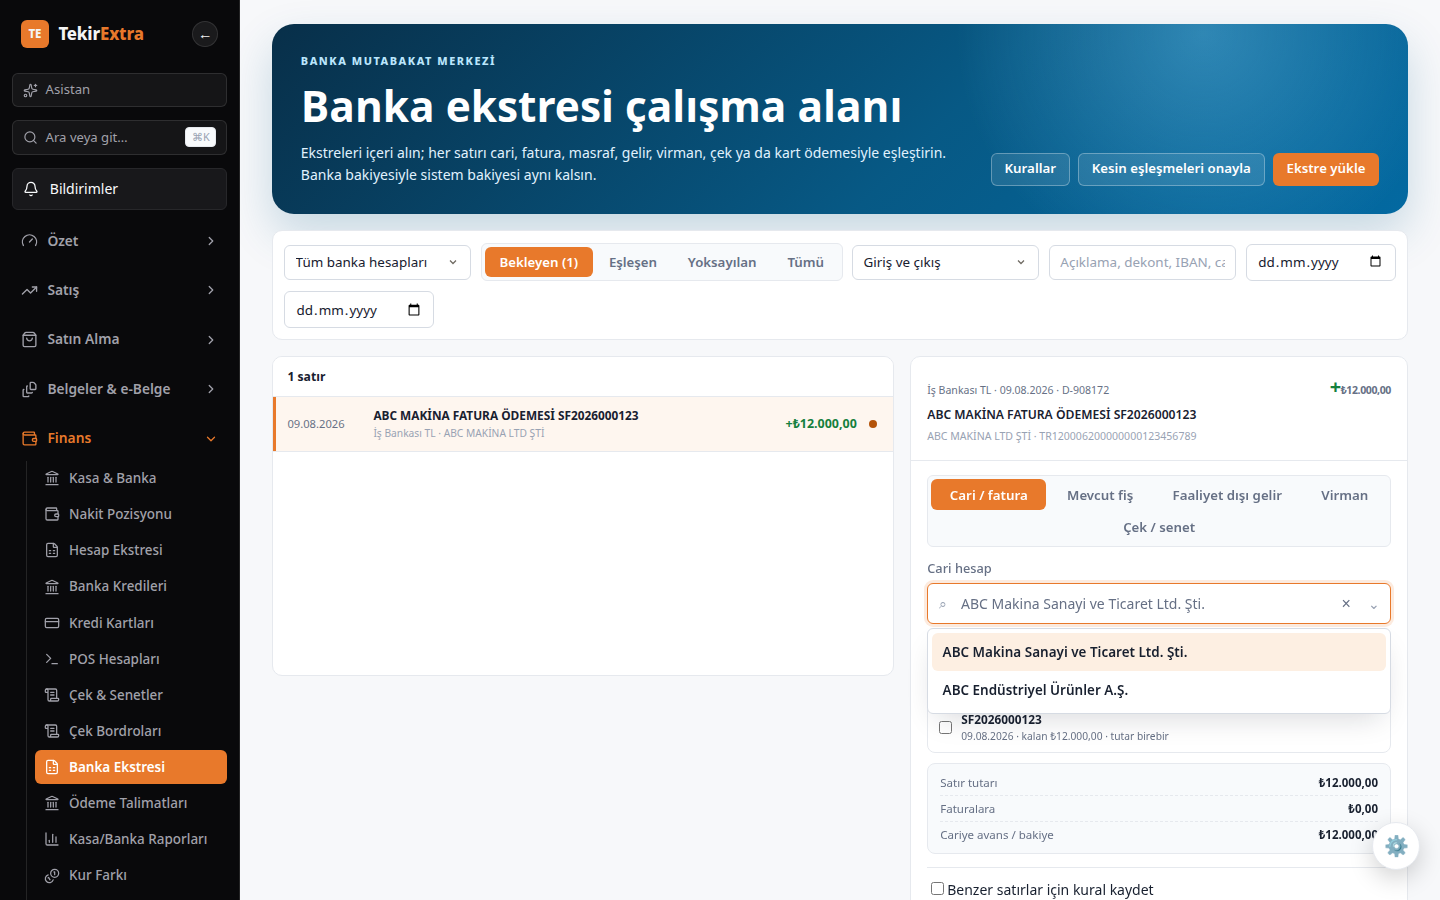 TE TekirExtra ←
Asistan
Ara veya git... ⌘K
Bildirimler
Özet
Satış
Satın Alma
Belgeler & e-Belge
Finans
Kasa & Banka
Nakit Pozisyonu
Hesap Ekstresi
Banka Kredileri
Kredi Kartları
POS Hesapları
Çek & Senetler
Çek Bordroları
Banka Ekstresi
Ödeme Talimatları
Kasa/Banka Raporları
Kur Farkı
BANKA MUTABAKAT MERKEZİ
Banka ekstresi çalışma alanı
Ekstreleri içeri alın; her satırı cari, fatura, masraf, gelir, virman, çek ya da kart ödemesiyle eşleştirin.
Banka bakiyesiyle sistem bakiyesi aynı kalsın.
Kurallar Kesin eşleşmeleri onayla Ekstre yükle
Tüm banka hesapları Bekleyen (1) Eşleşen Yoksayılan Tümü Giriş ve çıkış Açıklama, dekont, IBAN, ca dd.mm.yyyy
dd.mm.yyyy
1 satır
09.08.2026 ABC MAKİNA FATURA ÖDEMESİ SF2026000123 +₺12.000,00
İş Bankası TL · ABC MAKİNA LTD ŞTİ
İş Bankası TL · 09.08.2026 · D-908172 +₺12.000,00
ABC MAKİNA FATURA ÖDEMESİ SF2026000123
ABC MAKİNA LTD ŞTİ · TR120006200000000123456789
Cari / fatura Mevcut fiş Faaliyet dışı gelir Virman
Çek / senet
Cari hesap
ABC Makina Sanayi ve Ticaret Ltd. Şti. ×
ABC Makina Sanayi ve Ticaret Ltd. Şti.
ABC Endüstriyel Ürünler A.Ş.
SF2026000123
09.08.2026 · kalan ₺12.000,00 · tutar birebir
Satır tutarı ₺12.000,00
Faturalara ₺0,00
Cariye avans / bakiye ₺12.000,00
Benzer satırlar için kural kaydet